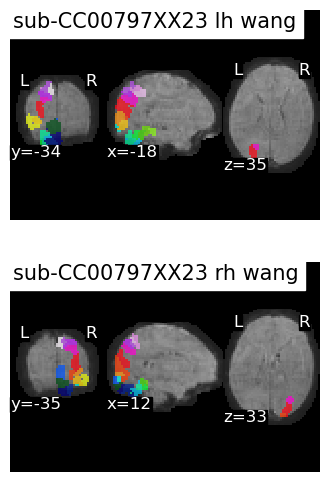 sub-CC00797XX23 lh wang
L R L R
y=-34 x=-18 z=35
sub-CC00797XX23 rh wang
L R L R
y=-35 x=12 z=33